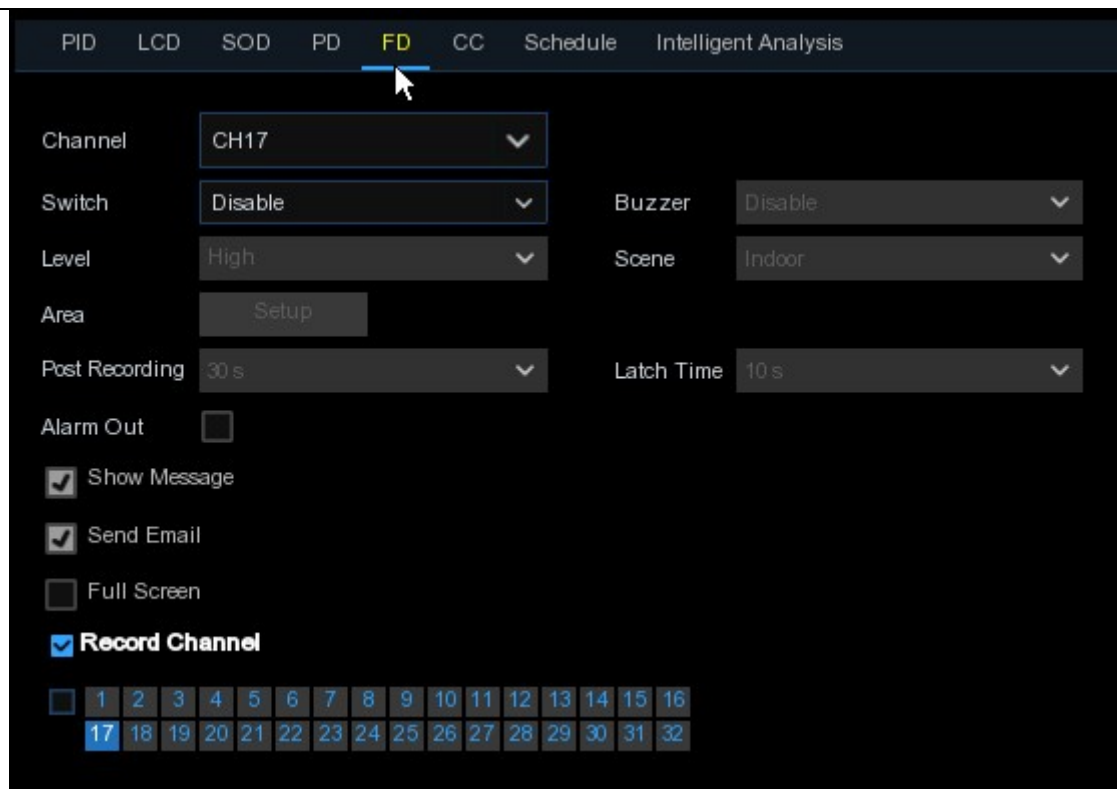 PID LCD SOD PD FD CC Schedule Intelligent Analysis
Channel CH17
Switch Disable Buzzer Disable
Level High Scene Indoor
Area Setup
Post Recording 30 s Latch Time 10 s
Alarm Out
Show Message
Send Email
Full Screen
Record Channel
1 2 3 4 5 6 7 8 9 10 11 12 13 14 15 16
17 18 19 20 21 22 23 24 25 26 27 28 29 30 31 32